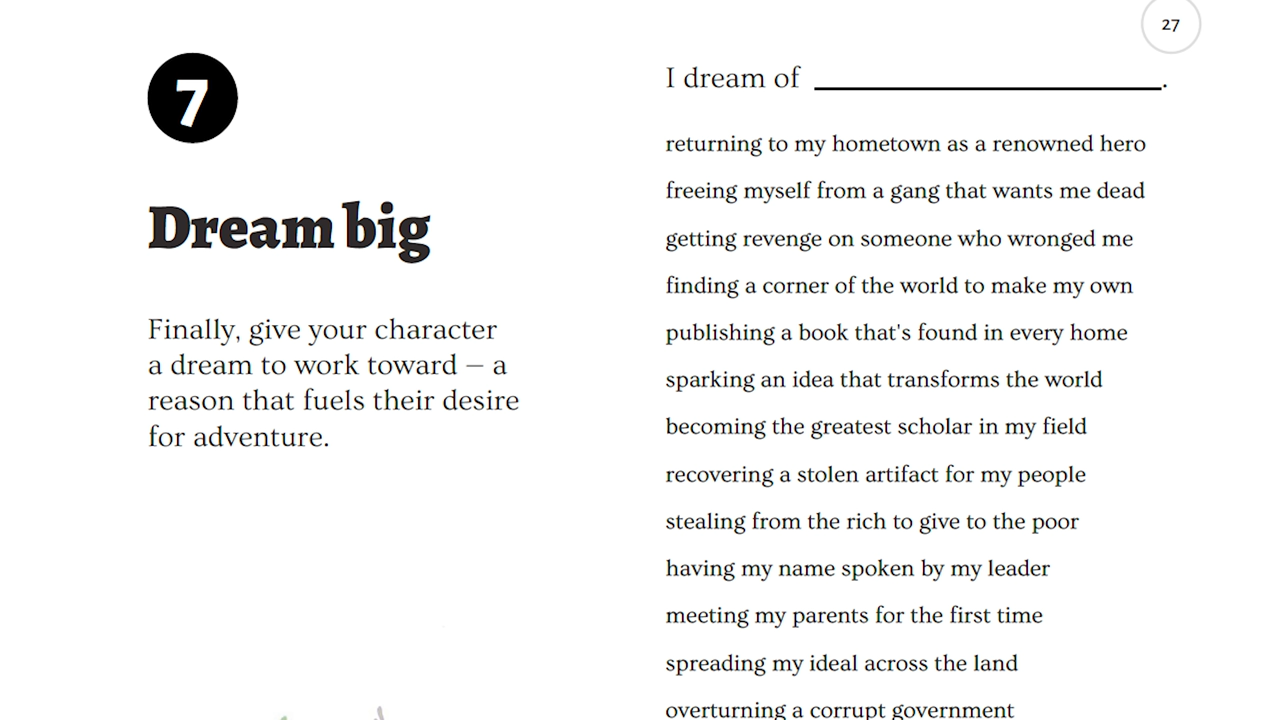 27
7
Dream big
Finally, give your character
a dream to work toward — a
reason that fuels their desire
for adventure.
I dream of ____________________.
returning to my hometown as a renowned hero
freeing myself from a gang that wants me dead
getting revenge on someone who wronged me
finding a corner of the world to make my own
publishing a book that's found in every home
sparking an idea that transforms the world
becoming the greatest scholar in my field
recovering a stolen artifact for my people
stealing from the rich to give to the poor
having my name spoken by my leader
meeting my parents for the first time
spreading my ideal across the land
overturning a corrupt government